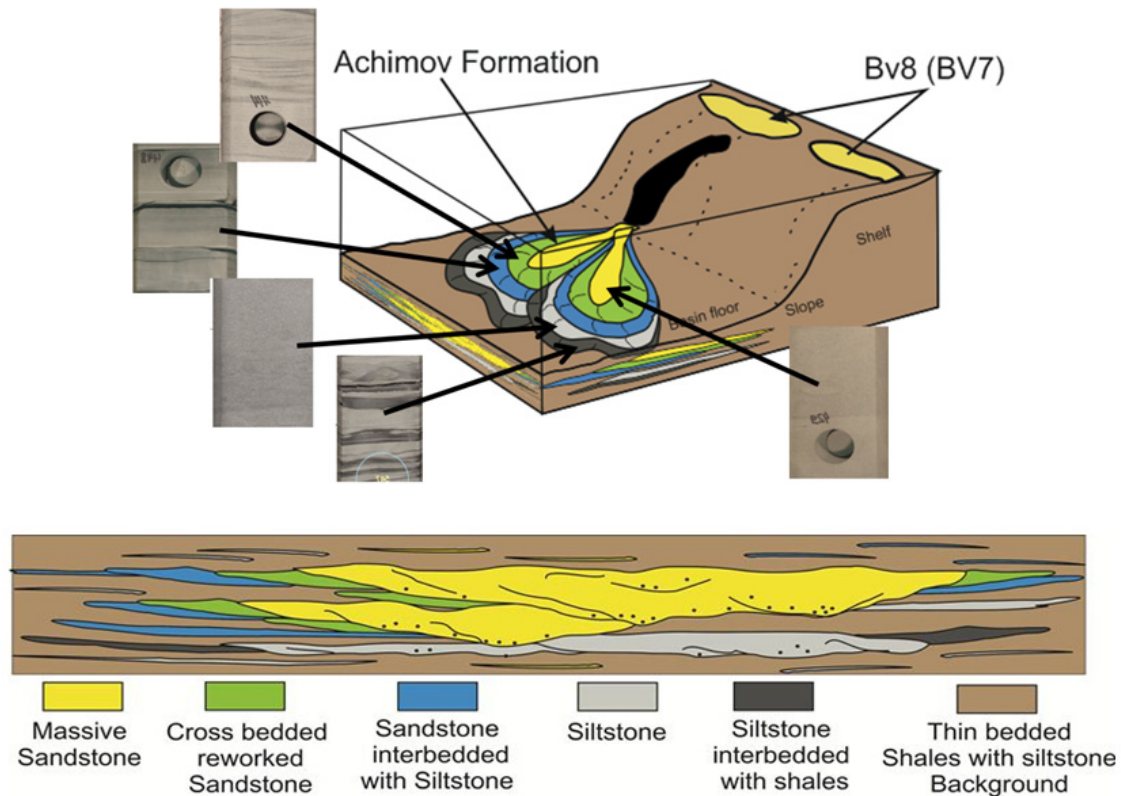 Achimov Formation
Bv8 (BV7)
Shelf
Slope
Basin floor
Massive
Sandstone
Cross bedded
reworked
Sandstone
Sandstone
interbedded
with Siltstone
Siltstone
Siltstone
interbedded
with shales
Thin bedded
Shales with siltstone
Background